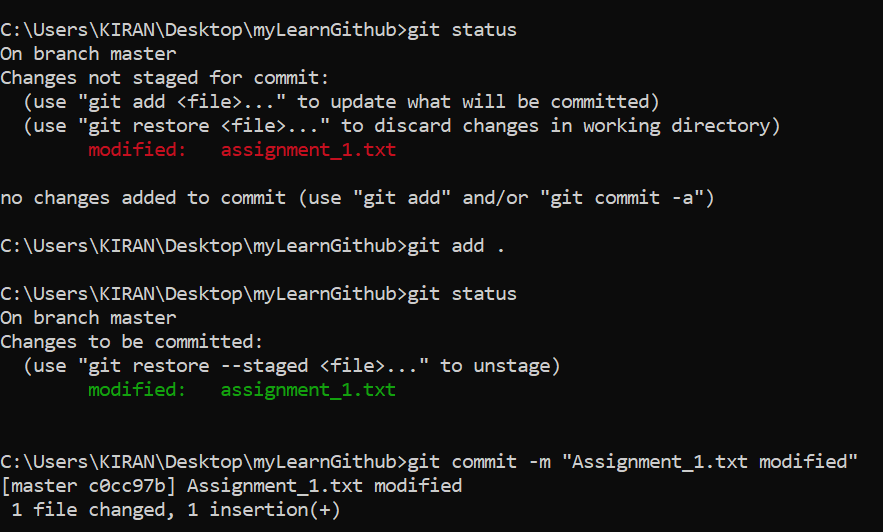 C:\Users\KIRAN\Desktop\myLearnGithub>git status
On branch master
Changes not staged for commit:
  (use "git add <file>..." to update what will be committed)
  (use "git restore <file>..." to discard changes in working directory)
        modified:   assignment_1.txt

no changes added to commit (use "git add" and/or "git commit -a")

C:\Users\KIRAN\Desktop\myLearnGithub>git add .

C:\Users\KIRAN\Desktop\myLearnGithub>git status
On branch master
Changes to be committed:
  (use "git restore --staged <file>..." to unstage)
        modified:   assignment_1.txt


C:\Users\KIRAN\Desktop\myLearnGithub>git commit -m "Assignment_1.txt modified"
[master c0cc97b] Assignment_1.txt modified
 1 file changed, 1 insertion(+)